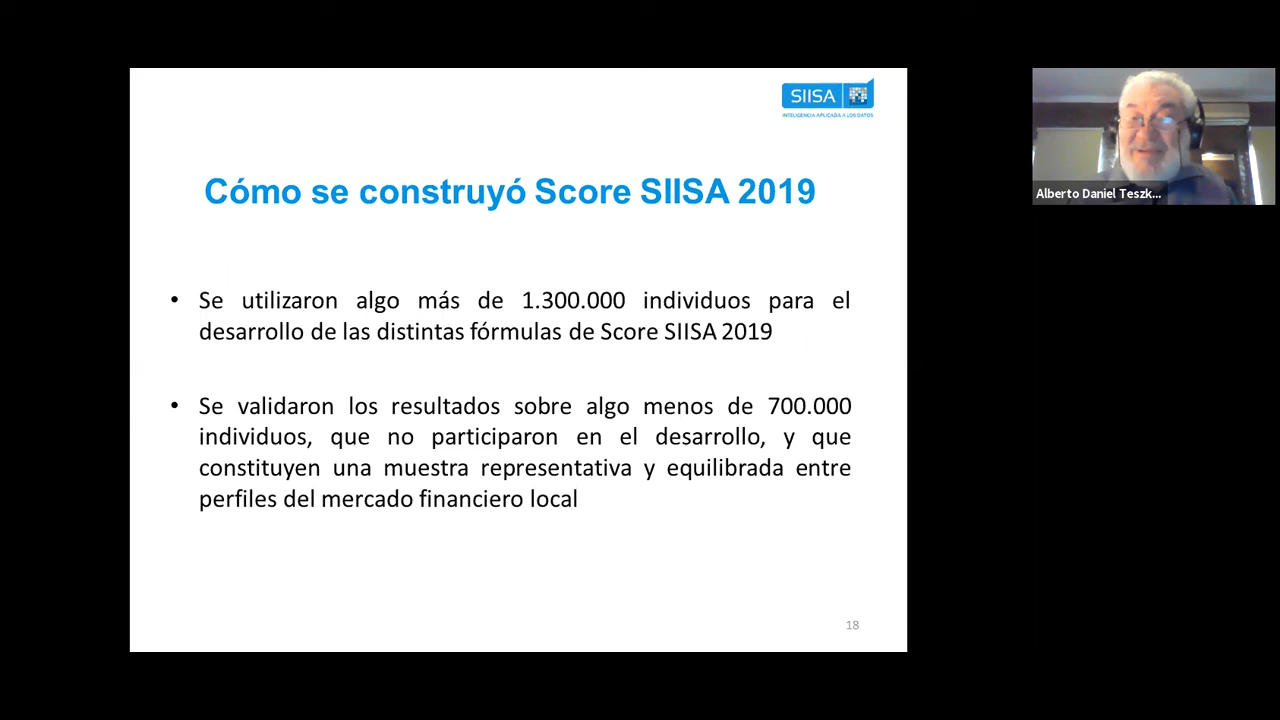 SIISA
INTELIGENCIA APLICADA A LOS DATOS
Cómo se construyó Score SIISA 2019
• Se utilizaron algo más de 1.300.000 individuos para el
desarrollo de las distintas fórmulas de Score SIISA 2019
• Se validaron los resultados sobre algo menos de 700.000
individuos, que no participaron en el desarrollo, y que
constituyen una muestra representativa y equilibrada entre
perfiles del mercado financiero local
18
Alberto Daniel Teszk...